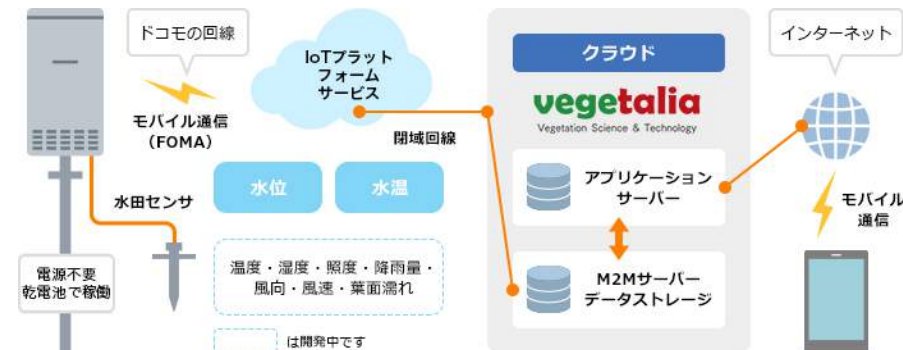 ドコモの回線
モバイル通信
（FOMA）
IoTプラット
フォーム
サービス
閉域回線
水田センサ
水位
水温
電源不要
乾電池で稼働
温度・湿度・照度・降雨量・
風向・風速・葉面濡れ
は開発中です
クラウド
vegetalia
Vegetation Science & Technology
アプリケーション
サーバー
M2Mサーバー
データストレージ
インターネット
モバイル
通信